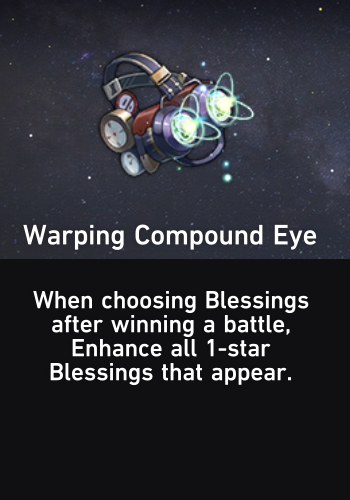 Warping Compound Eye
When choosing Blessings
after winning a battle,
Enhance all 1-star
Blessings that appear.